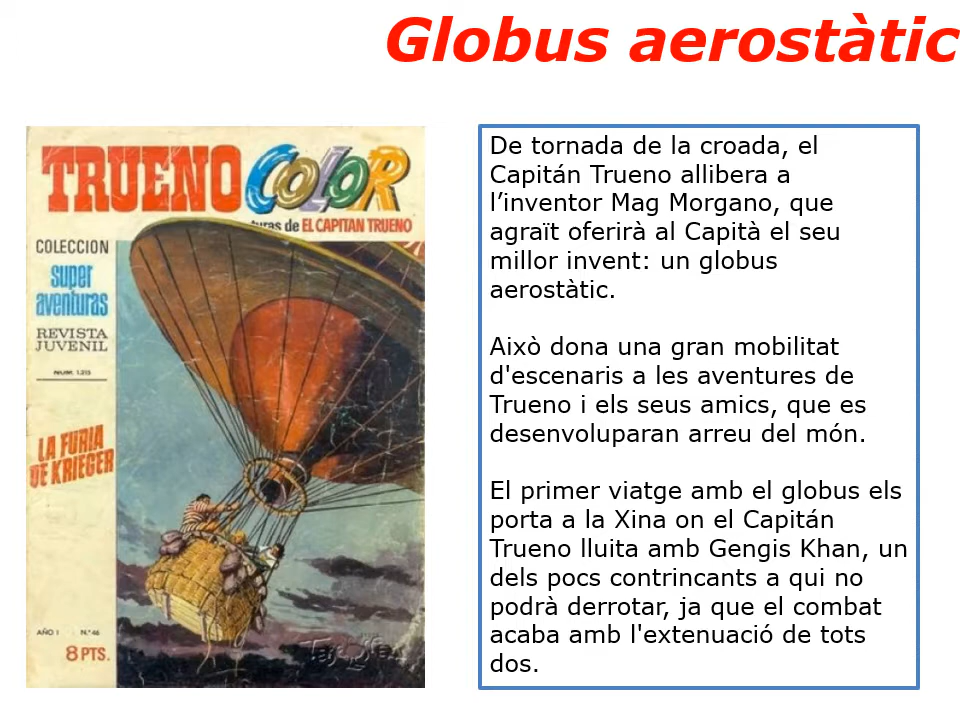 Globus aerostàtic
TRUENO COLOR
turas de EL CAPITAN TRUENO
COLECCION
super
aventuras
REVISTA
JUVENIL
NUM. 1.215
LA FURIA
DE KRIEGER
AÑO I N.º 46
8 PTS.
De tornada de la croada, el
Capitán Trueno allibera a
l’inventor Mag Morgano, que
agraït oferirà al Capità el seu
millor invent: un globus
aerostàtic.
Això dona una gran mobilitat
d'escenaris a les aventures de
Trueno i els seus amics, que es
desenvoluparan arreu del món.
El primer viatge amb el globus els
porta a la Xina on el Capitán
Trueno lluita amb Gengis Khan, un
dels pocs contrincants a qui no
podrà derrotar, ja que el combat
acaba amb l'extenuació de tots
dos.